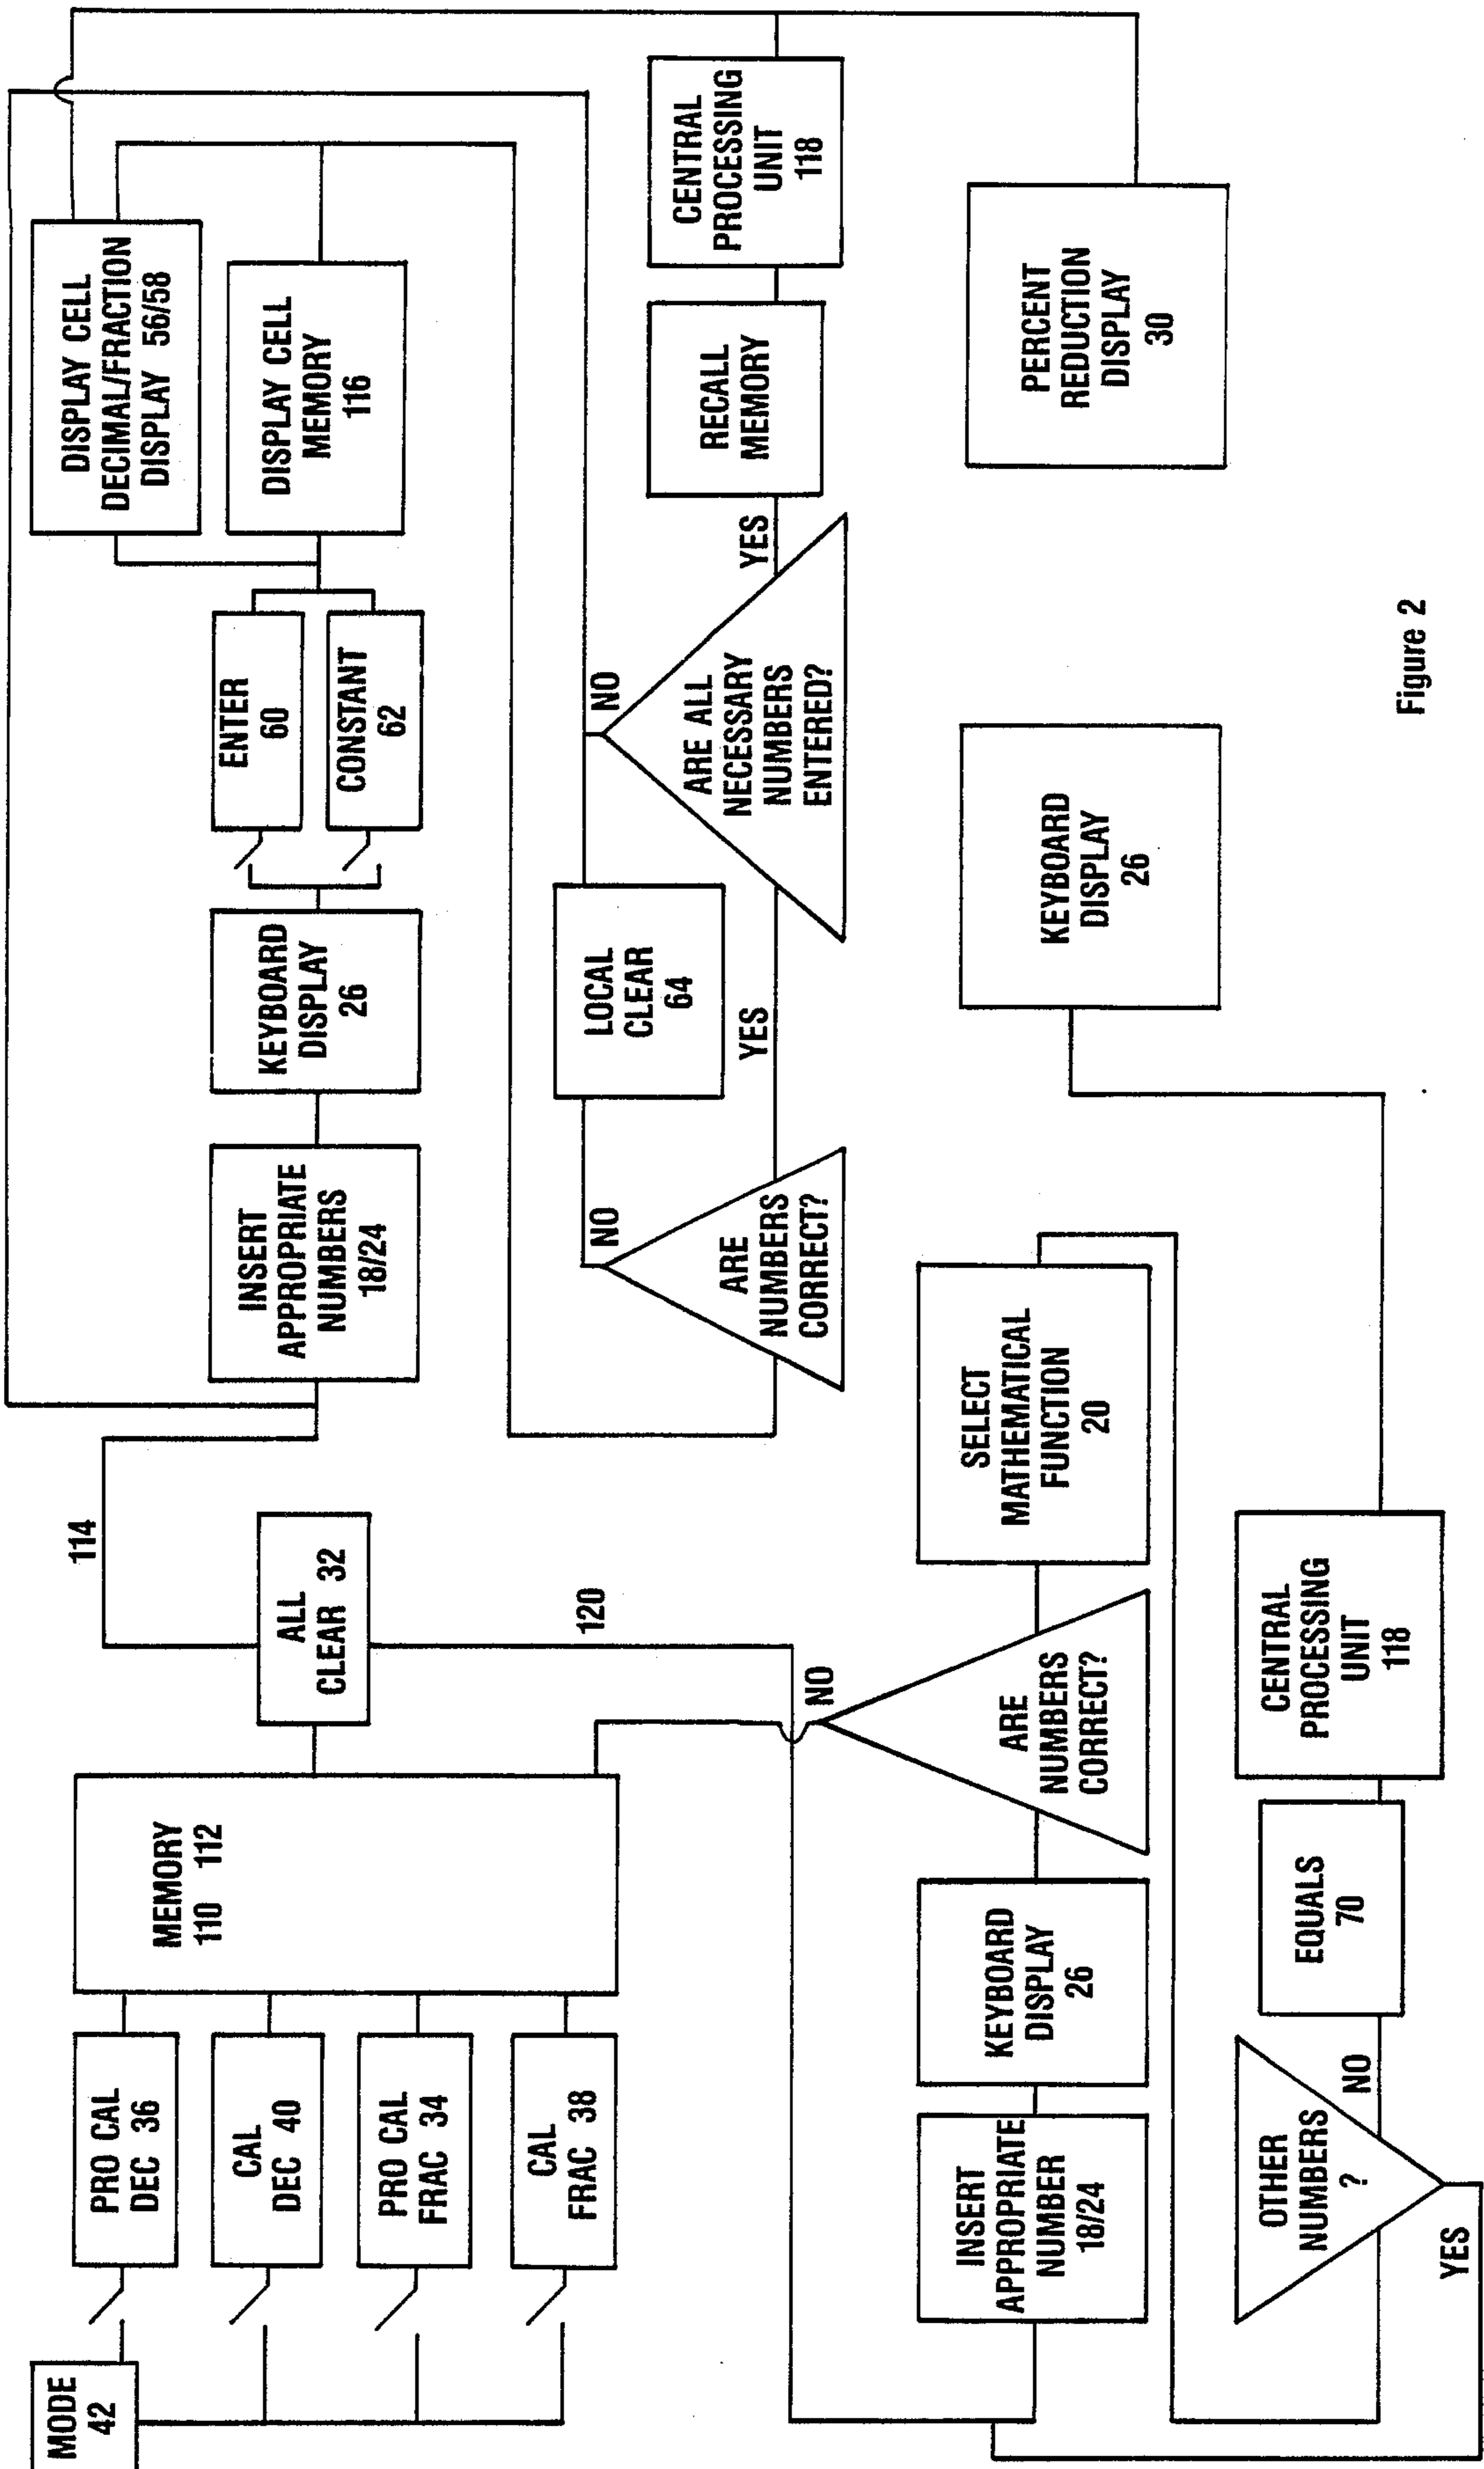 MODE
42
PRO CAL
DEC 36
CAL
DEC 40
PRO CAL
FRAC 34
CAL
FRAC 38
MEMORY
110 112
ALL
CLEAR 32
114
120
INSERT
APPROPRIATE
NUMBERS
18/24
KEYBOARD
DISPLAY
26
ENTER
60
CONSTANT
62
DISPLAY CELL
DECIMAL/FRACTION
DISPLAY 56/58
DISPLAY CELL
MEMORY
116
ARE
NUMBERS
CORRECT?
NO
YES
LOCAL
CLEAR
64
ARE ALL
NECESSARY
NUMBERS
ENTERED?
NO
YES
RECALL
MEMORY
CENTRAL
PROCESSING
UNIT
118
PERCENT
REDUCTION
DISPLAY
30
INSERT
APPROPRIATE
NUMBER
18/24
KEYBOARD
DISPLAY
26
ARE
NUMBERS
CORRECT?
NO
SELECT
MATHEMATICAL
FUNCTION
20
OTHER
NUMBERS
?
YES
NO
EQUALS
70
CENTRAL
PROCESSING
UNIT
118
KEYBOARD
DISPLAY
26
Figure 2